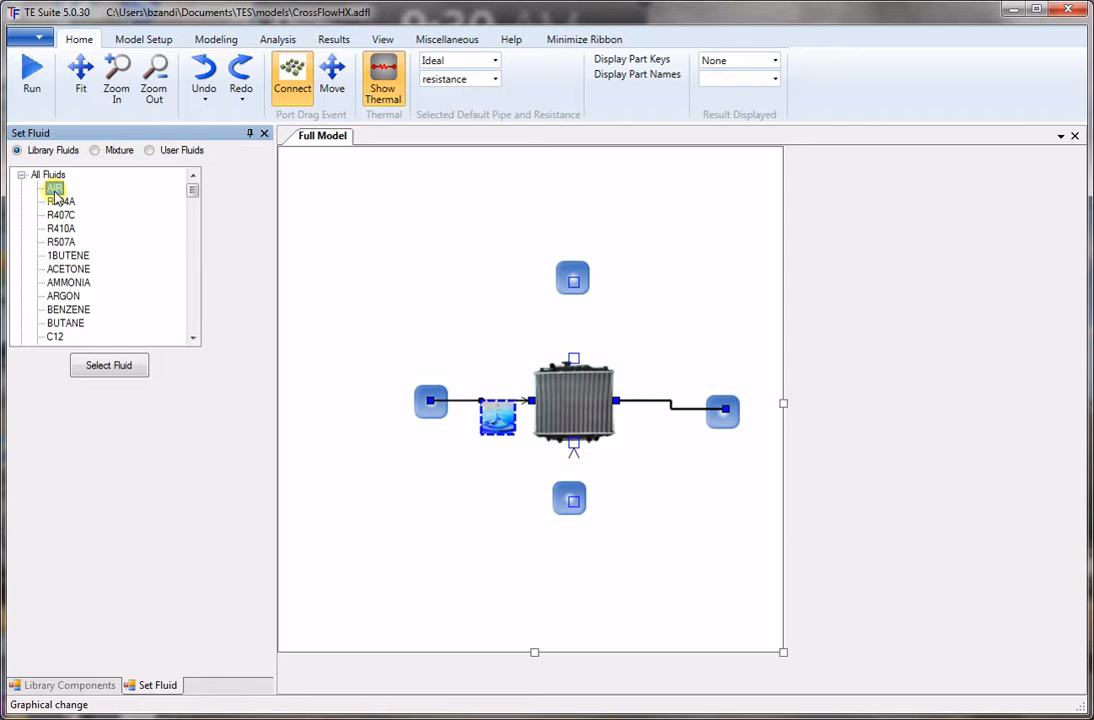 TE Suite 5.0.30 C:\Users\bzandi\Documents\TES\models\CrossFlowHX.adfl
Home Model Setup Modeling Analysis Results View Miscellaneous Help Minimize Ribbon
Run Fit Zoom In Zoom Out Undo Redo Connect Move Show Thermal
Ideal
resistance
Display Part Keys
Display Part Names
None
Port Drag Event Thermal Selected Default Pipe and Resistance Result Displayed
Set Fluid
Full Model
Library Fluids Mixture User Fluids
All Fluids
AIR
R407C
R410A
R507A
1BUTENE
ACETONE
AMMONIA
ARGON
BENZENE
BUTANE
C12
Select Fluid
Library Components Set Fluid
Graphical change